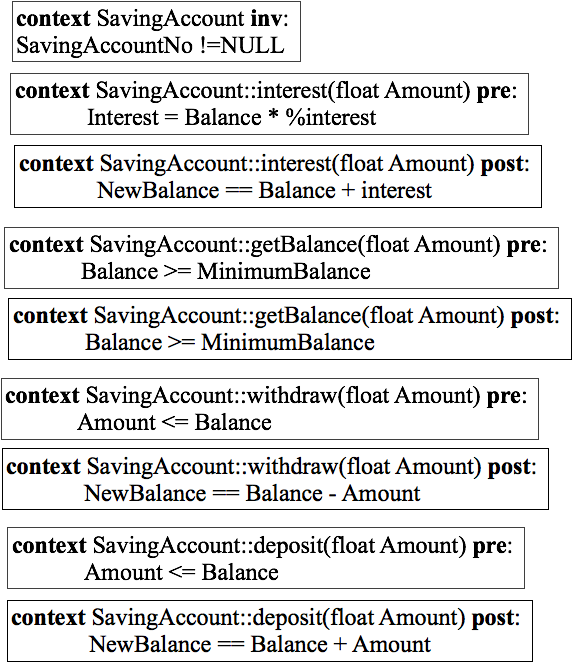 context SavingAccount inv:
SavingAccountNo !=NULL
context SavingAccount::interest(float Amount) pre:
Interest = Balance * %interest
context SavingAccount::interest(float Amount) post:
NewBalance == Balance + interest
context SavingAccount::getBalance(float Amount) pre:
Balance >= MinimumBalance
context SavingAccount::getBalance(float Amount) post:
Balance >= MinimumBalance
context SavingAccount::withdraw(float Amount) pre:
Amount <= Balance
context SavingAccount::withdraw(float Amount) post:
NewBalance == Balance - Amount
context SavingAccount::deposit(float Amount) pre:
Amount <= Balance
context SavingAccount::deposit(float Amount) post:
NewBalance == Balance + Amount